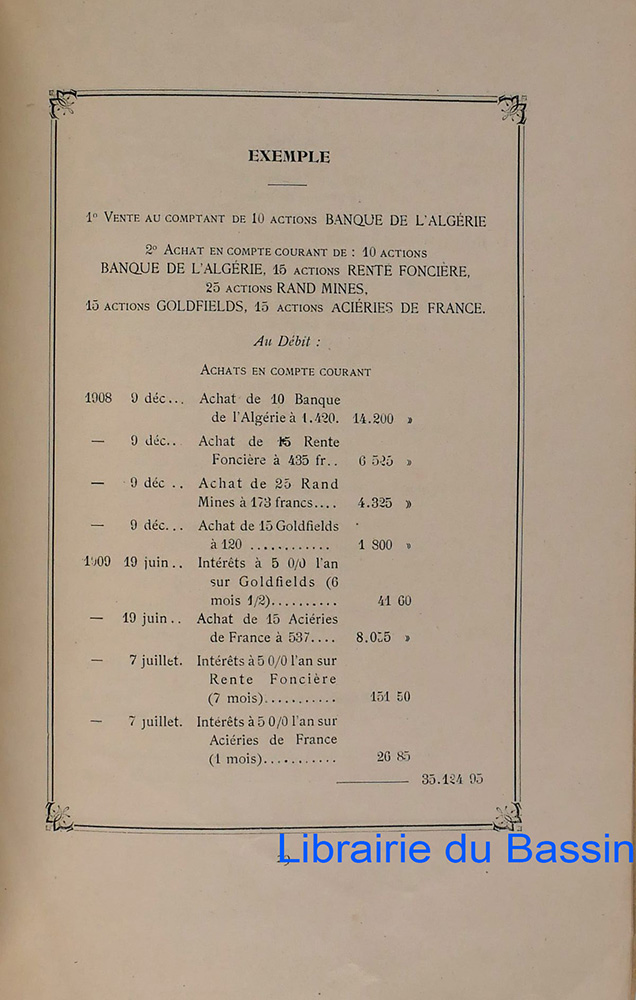 EXEMPLE
1° VENTE AU COMPTANT DE 10 ACTIONS BANQUE DE L'ALGÉRIE
2° ACHAT EN COMPTE COURANT DE : 10 ACTIONS
BANQUE DE L'ALGÉRIE, 15 ACTIONS RENTE FONCIÈRE,
25 ACTIONS RAND MINES,
15 ACTIONS GOLDFIELDS, 15 ACTIONS ACIÉRIES DE FRANCE.
Au Débit :
ACHATS EN COMPTE COURANT
1908 9 déc... Achat de 10 Banque
de l'Algérie à 1.420. 14.200 »
— 9 déc.. Achat de 15 Rente
Foncière à 435 fr.. 6 525 »
— 9 déc .. Achat de 25 Rand
Mines à 173 francs.... 4.325 »
— 9 déc... Achat de 15 Goldfields
à 120 ............ 1 800 »
1909 19 juin.. Intérêts à 5 0/0 l'an
sur Goldfields (6
mois 1/2).......... 41 60
— 19 juin.. Achat de 15 Aciéries
de France à 537.... 8.055 »
— 7 juillet. Intérêts à 5 0/0 l'an sur
Rente Foncière
(7 mois)........... 151 50
— 7 juillet. Intérêts à 5 0/0 l'an sur
Aciéries de France
(1 mois)........... 26 85
35.124 95
Librairie du Bassin